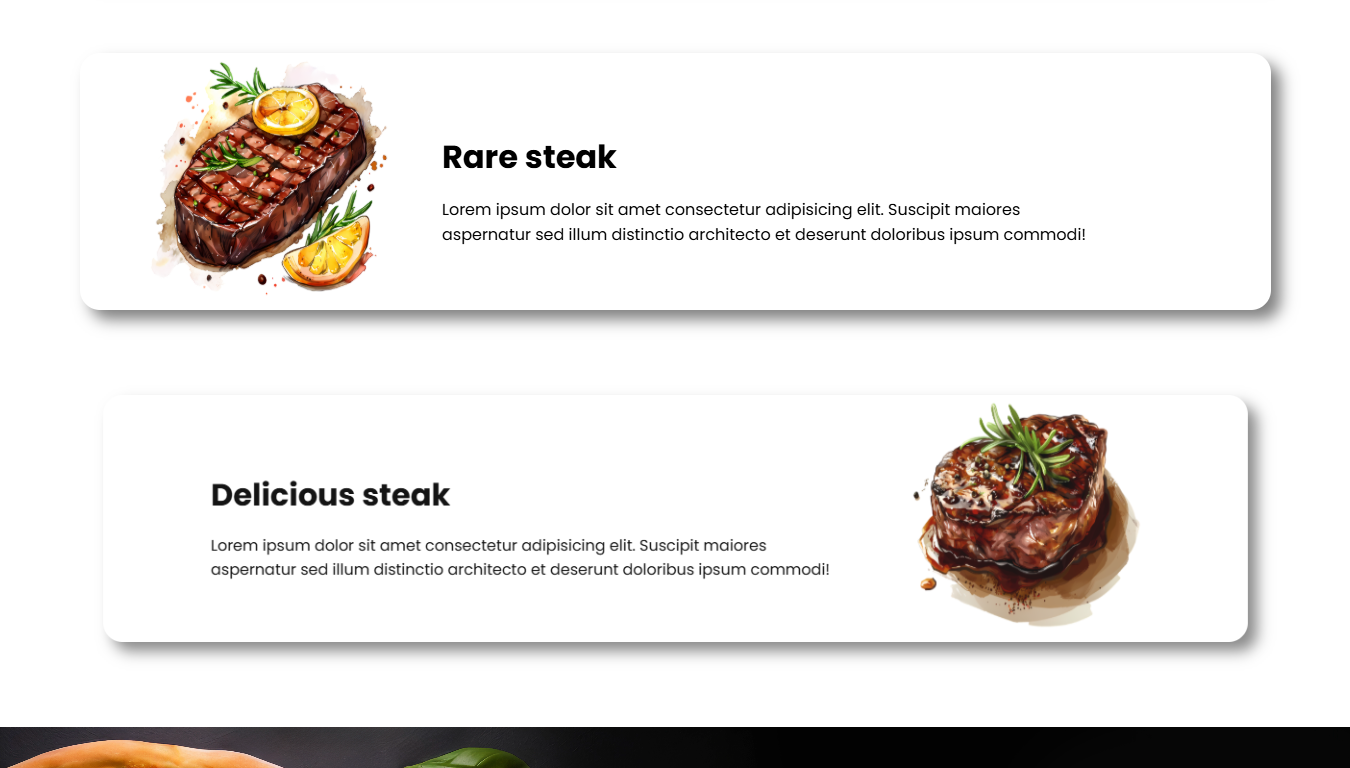 Rare steak
Lorem ipsum dolor sit amet consectetur adipisicing elit. Suscipit maiores
aspernatur sed illum distinctio architecto et deserunt doloribus ipsum commodi!
Delicious steak
Lorem ipsum dolor sit amet consectetur adipisicing elit. Suscipit maiores
aspernatur sed illum distinctio architecto et deserunt doloribus ipsum commodi!